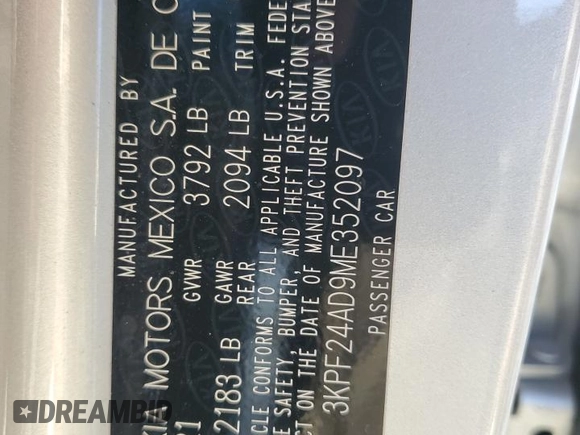 MANUFACTURED BY
MOTORS MEXICO S.A. DE C
GVWR 3792 LB PAINT
2183 LB GAWR REAR 2094 LB TRIM
CLE CONFORMS TO ALL APPLICABLE U.S.A. FEDE
E SAFETY, BUMPER, AND THEFT PREVENTION STA
CT ON THE DATE OF MANUFACTURE SHOWN ABOVE
3KPF24AD9ME352097
PASSENGER CAR
KIA
DREAMBID